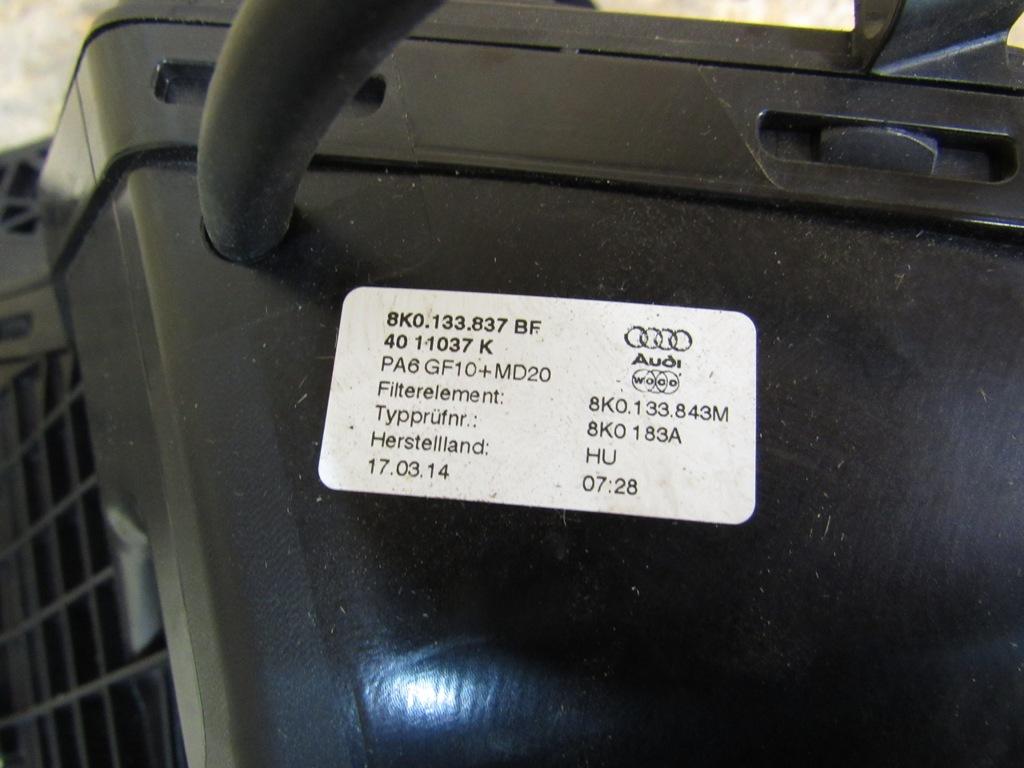 8K0.133.837 BF
40 11037 K
PA6 GF10+MD20
Audi
woco
Filterelement: 8K0.133.843M
Typprüfnr.: 8K0 183A
Herstellland: HU
17.03.14 07:28